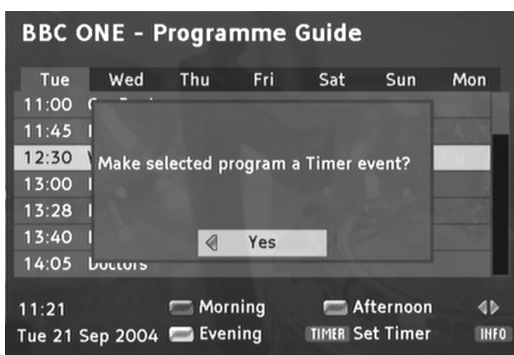 BBC ONE - Programme Guide
Tue Wed Thu Fri Sat Sun Mon
11:00
11:45
12:30
Make selected program a Timer event?
13:00
13:28
13:40
Yes
14:05 Doctors
11:21 Morning Afternoon
Tue 21 Sep 2004 Evening TIMER Set Timer INFO